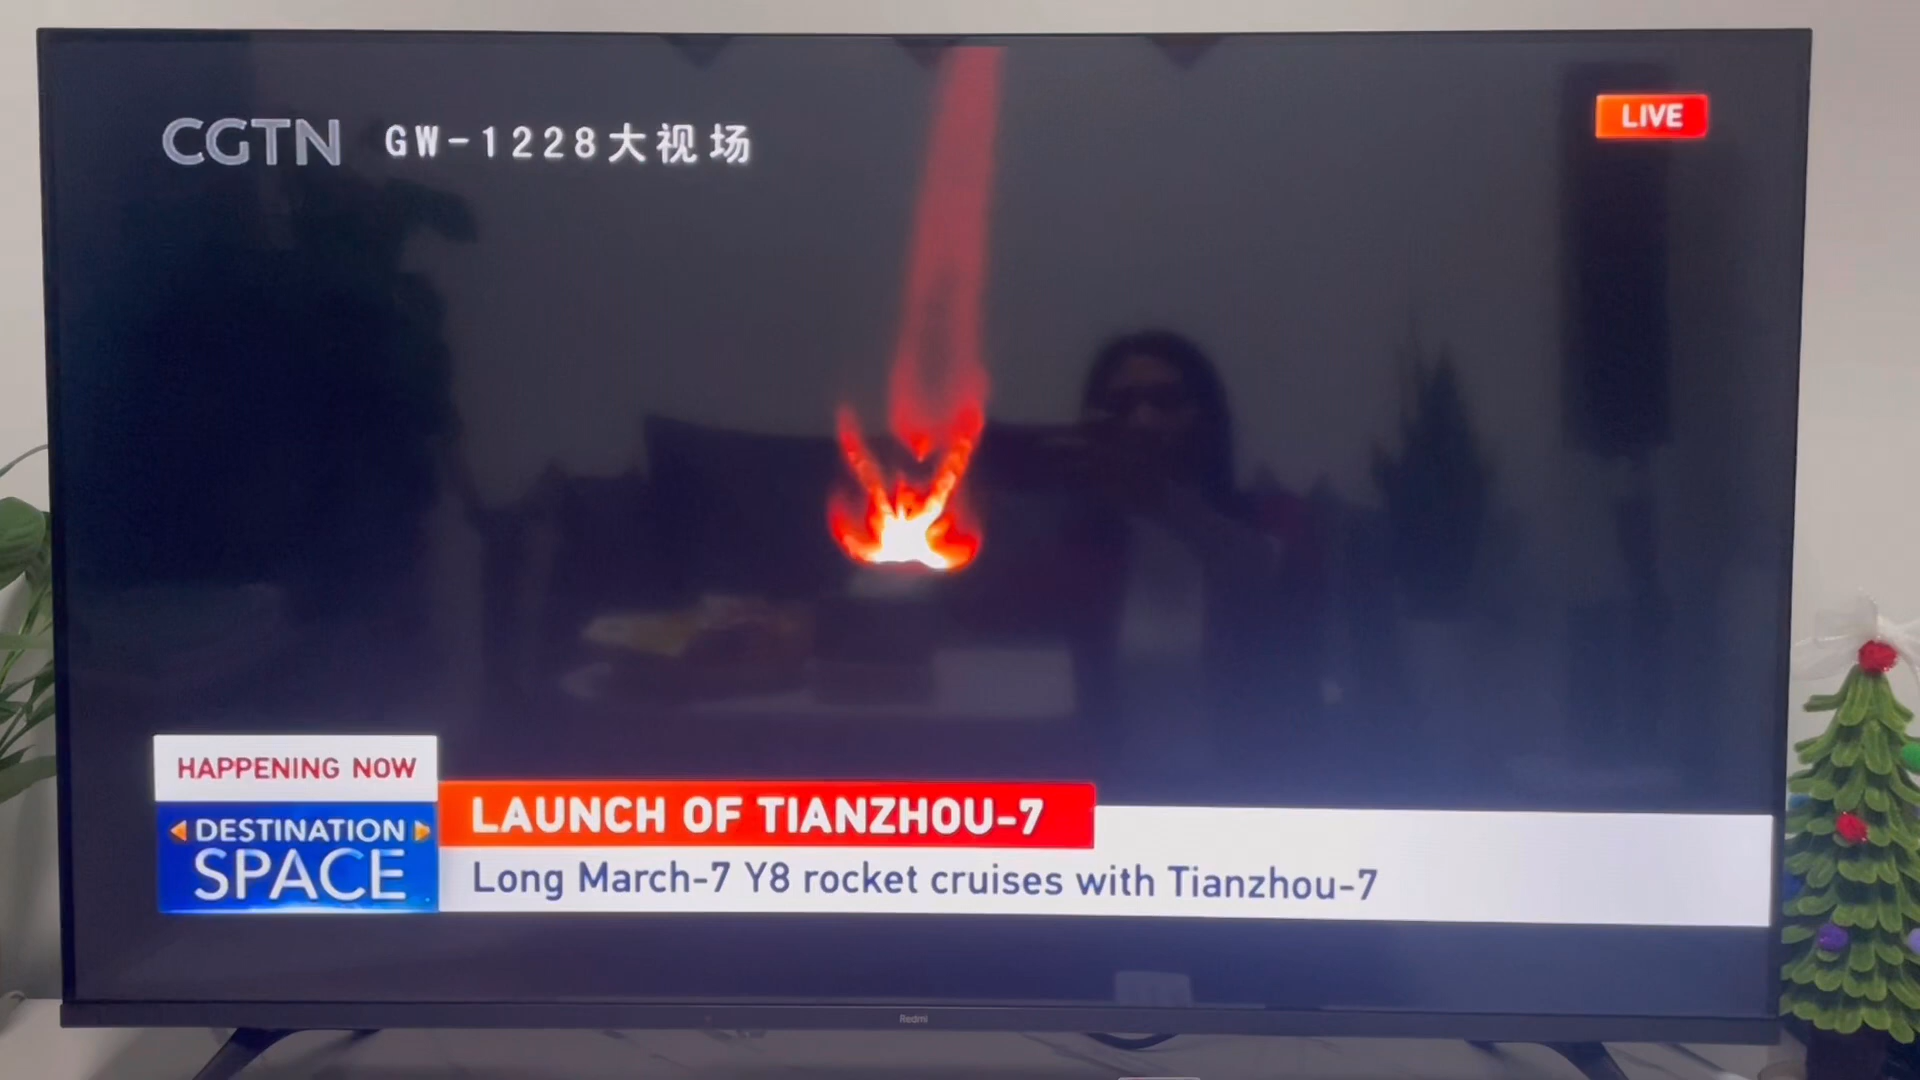 CGTN
GW-1228大视场
LIVE
HAPPENING NOW
DESTINATION
SPACE
LAUNCH OF TIANZHOU-7
Long March-7 Y8 rocket cruises with Tianzhou-7
Redmi